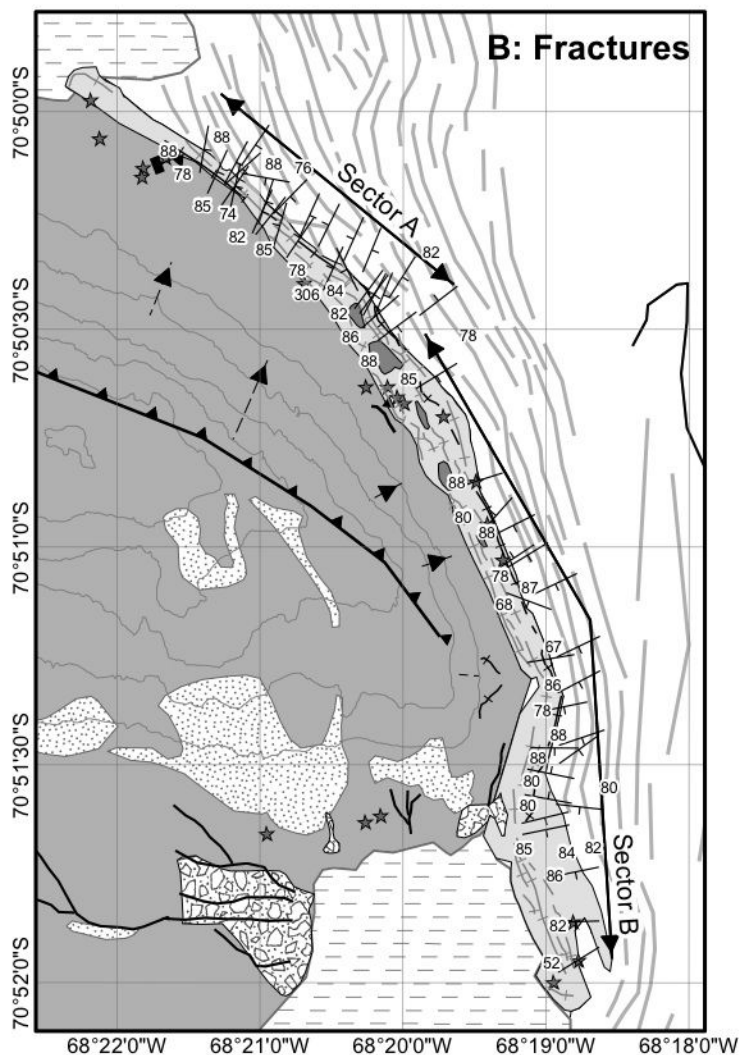 B: Fractures
70°50'0"S
70°50'30"S
70°51'0"S
70°51'30"S
70°52'0"S
Sector A
Sector B
88
88
78
88
76
85
74
82
85
78
306
84
82
82
86
78
88
85
88
80
88
78
87
68
67
86
78
88
88
80
80
80
85
84
82
86
82
52
68°22'0"W
68°21'0"W
68°20'0"W
68°19'0"W
68°18'0"W